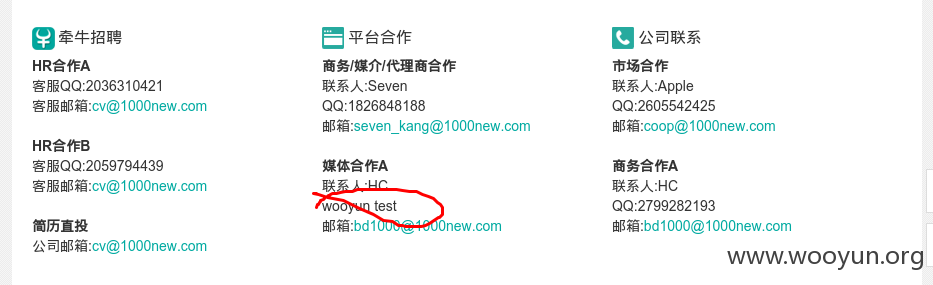 牵牛招聘
HR合作A
客服QQ:2036310421
客服邮箱:cv@1000new.com
HR合作B
客服QQ:2059794439
客服邮箱:cv@1000new.com
简历直投
公司邮箱:cv@1000new.com
平台合作
商务/媒介/代理商合作
联系人:Seven
QQ:1826848188
邮箱:seven_kang@1000new.com
媒体合作A
联系人:HC
wooyun test
邮箱:bd1000@1000new.com
公司联系
市场合作
联系人:Apple
QQ:2605542425
邮箱:coop@1000new.com
商务合作A
联系人:HC
QQ:2799282193
邮箱:bd1000@1000new.com
www.wooyun.org